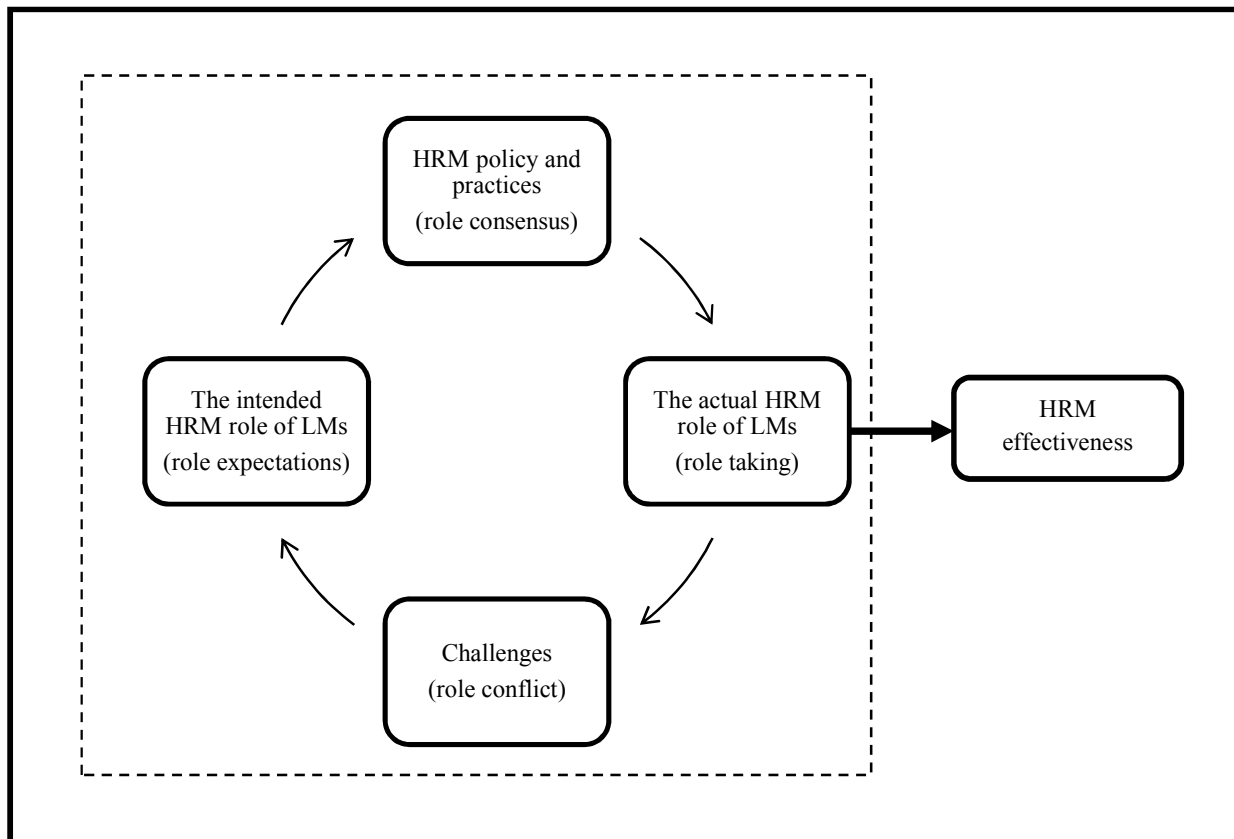 HRM policy and
practices
(role consensus)
The intended
HRM role of LMs
(role expectations)
The actual HRM
role of LMs
(role taking)
HRM
effectiveness
Challenges
(role conflict)